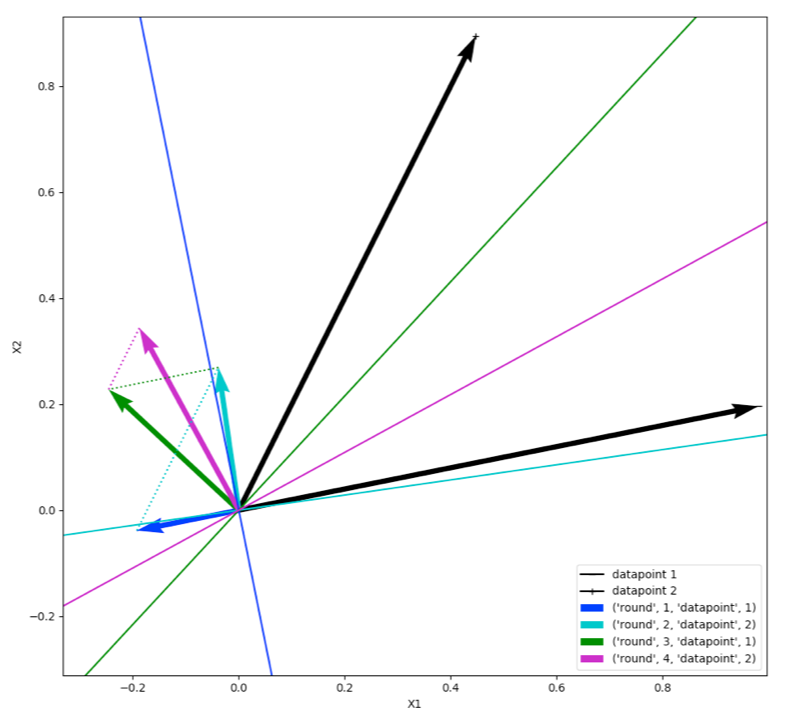 0.8
0.6
0.4
0.2
0.0
−0.2
X2
−0.2
0.0
0.2
0.4
0.6
0.8
X1
datapoint 1
datapoint 2
('round', 1, 'datapoint', 1)
('round', 2, 'datapoint', 2)
('round', 3, 'datapoint', 1)
('round', 4, 'datapoint', 2)